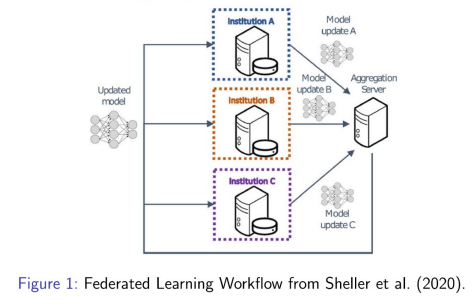 Institution A
Model
update A
Updated
model
Institution B
Model
update B
Aggregation
Server
Institution C
Model
update C
Figure 1: Federated Learning Workflow from Sheller et al. (2020).